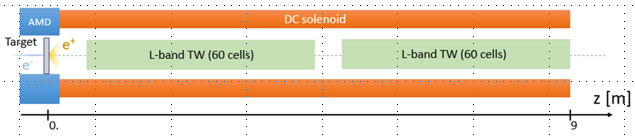 AMD
DC solenoid
Target
e+
e-
L-band TW (60 cells)
L-band TW (60 cells)
z [m]
0.
9